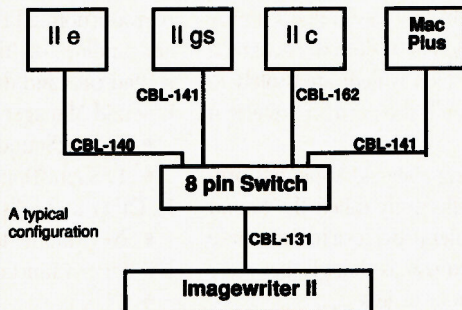 II e
II gs
II c
Mac
Plus
CBL-141
CBL-162
CBL-140
CBL-141
8 pin Switch
A typical
configuration
CBL-131
Imagewriter II